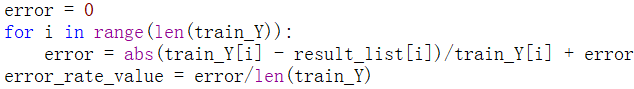 error = 0
for i in range(len(train_Y)):
    error = abs(train_Y[i] - result_list[i])/train_Y[i] + error
error_rate_value = error/len(train_Y)